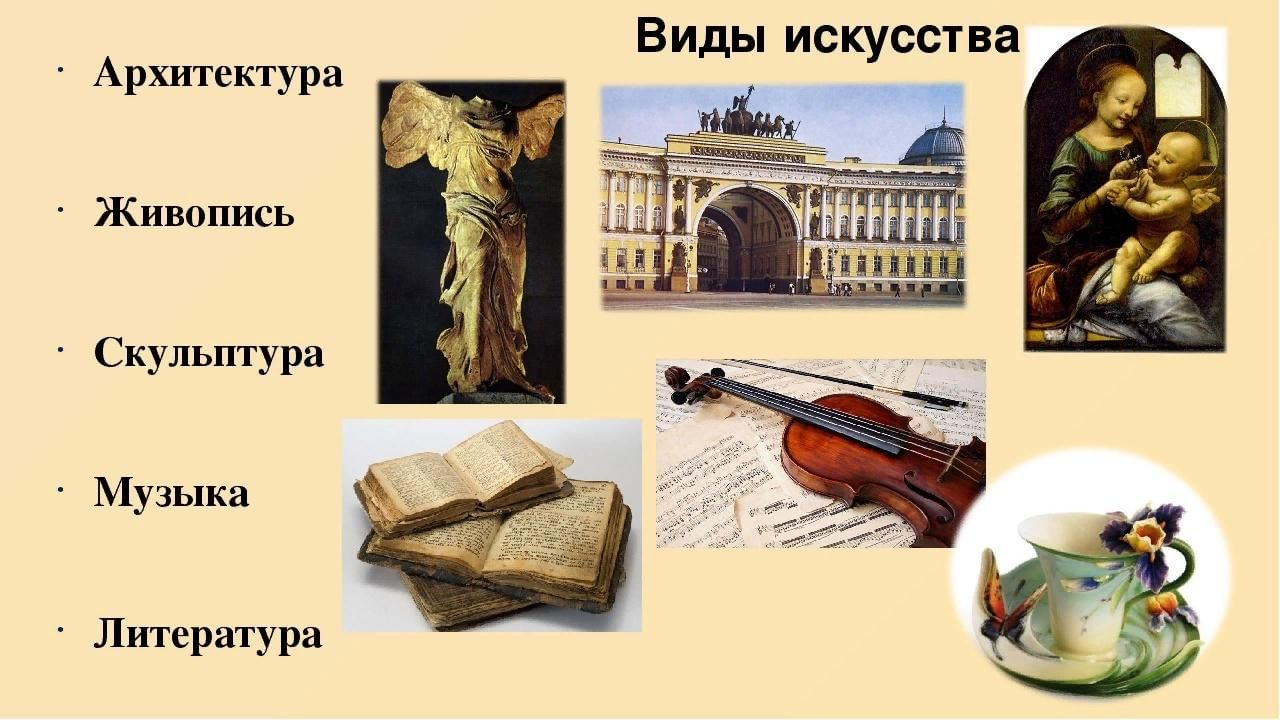 Виды искусства
· Архитектура
· Живопись
· Скульптура
· Музыка
· Литература